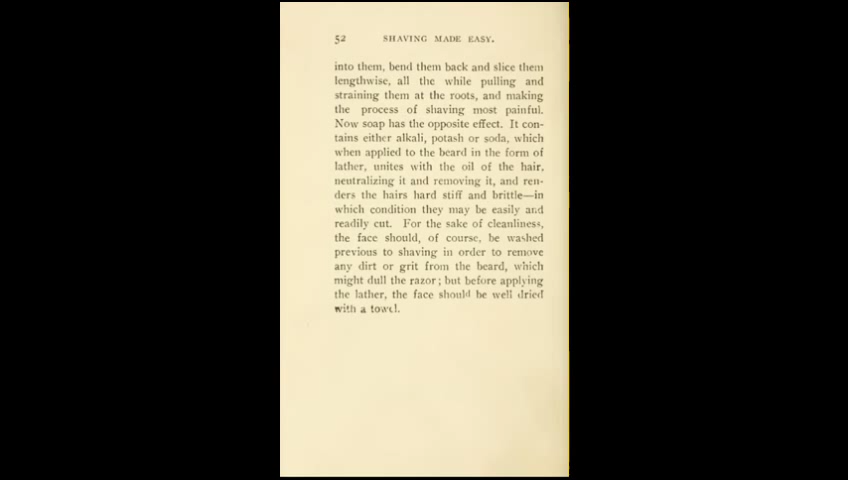 52 SHAVING MADE EASY.
into them, bend them back and slice them
lengthwise, all the while pulling and
straining them at the roots, and making
the process of shaving most painful.
Now soap has the opposite effect. It con-
tains either alkali, potash or soda, which
when applied to the beard in the form of
lather, unites with the oil of the hair,
neutralizing it and removing it, and ren-
ders the hairs hard stiff and brittle—in
which condition they may be easily and
readily cut. For the sake of cleanliness,
the face should, of course, be washed
previous to shaving in order to remove
any dirt or grit from the beard, which
might dull the razor; but before applying
the lather, the face should be well dried
with a towel.